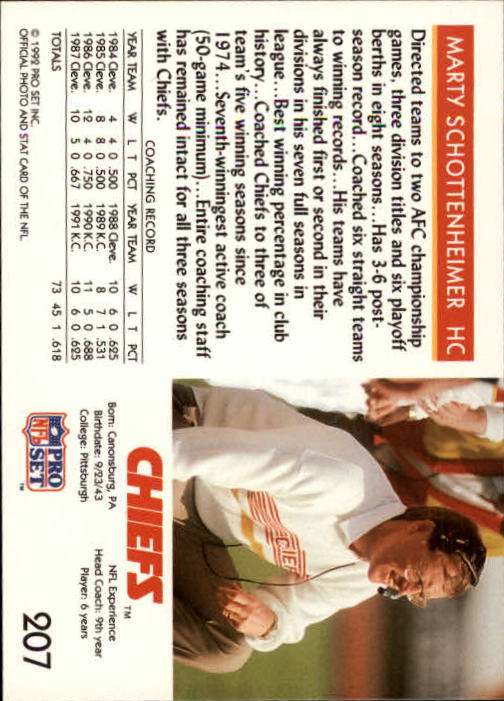 MARTY SCHOTTENHEIMER HC
Directed teams to two AFC championship
games, three division titles and six playoff
berths in eight seasons...Has 3-6 post-
season record...Coached six straight teams
to winning records...His teams have
always finished first or second in their
divisions in his seven full seasons in
league...Best winning percentage in club
history...Coached Chiefs to three of
team's five winning seasons since
1974...Seventh-winningest active coach
(50-game minimum)...Entire coaching staff
has remained intact for all three seasons
with Chiefs.
COACHING RECORD
YEAR TEAM W L T PCT YEAR TEAM W L T PCT
1984 Cleve. 4 4 0 .500 1988 Cleve. 10 6 0 .625
1985 Cleve. 8 8 0 .500 1989 K.C. 8 7 1 .531
1986 Cleve. 12 4 0 .750 1990 K.C. 11 5 0 .688
1987 Cleve. 10 5 0 .667 1991 K.C. 10 6 0 .625
TOTALS 73 45 1 .618
© 1992 PRO SET INC.
OFFICIAL PHOTO AND STAT CARD OF THE NFL.
CHIEFS
CHIEFS™
Born: Canonsburg, PA
Birthdate: 9/23/43
College: Pittsburgh
NFL Experience
Head Coach: 9th year
Player: 6 years
PRO
NFL
SET™
207